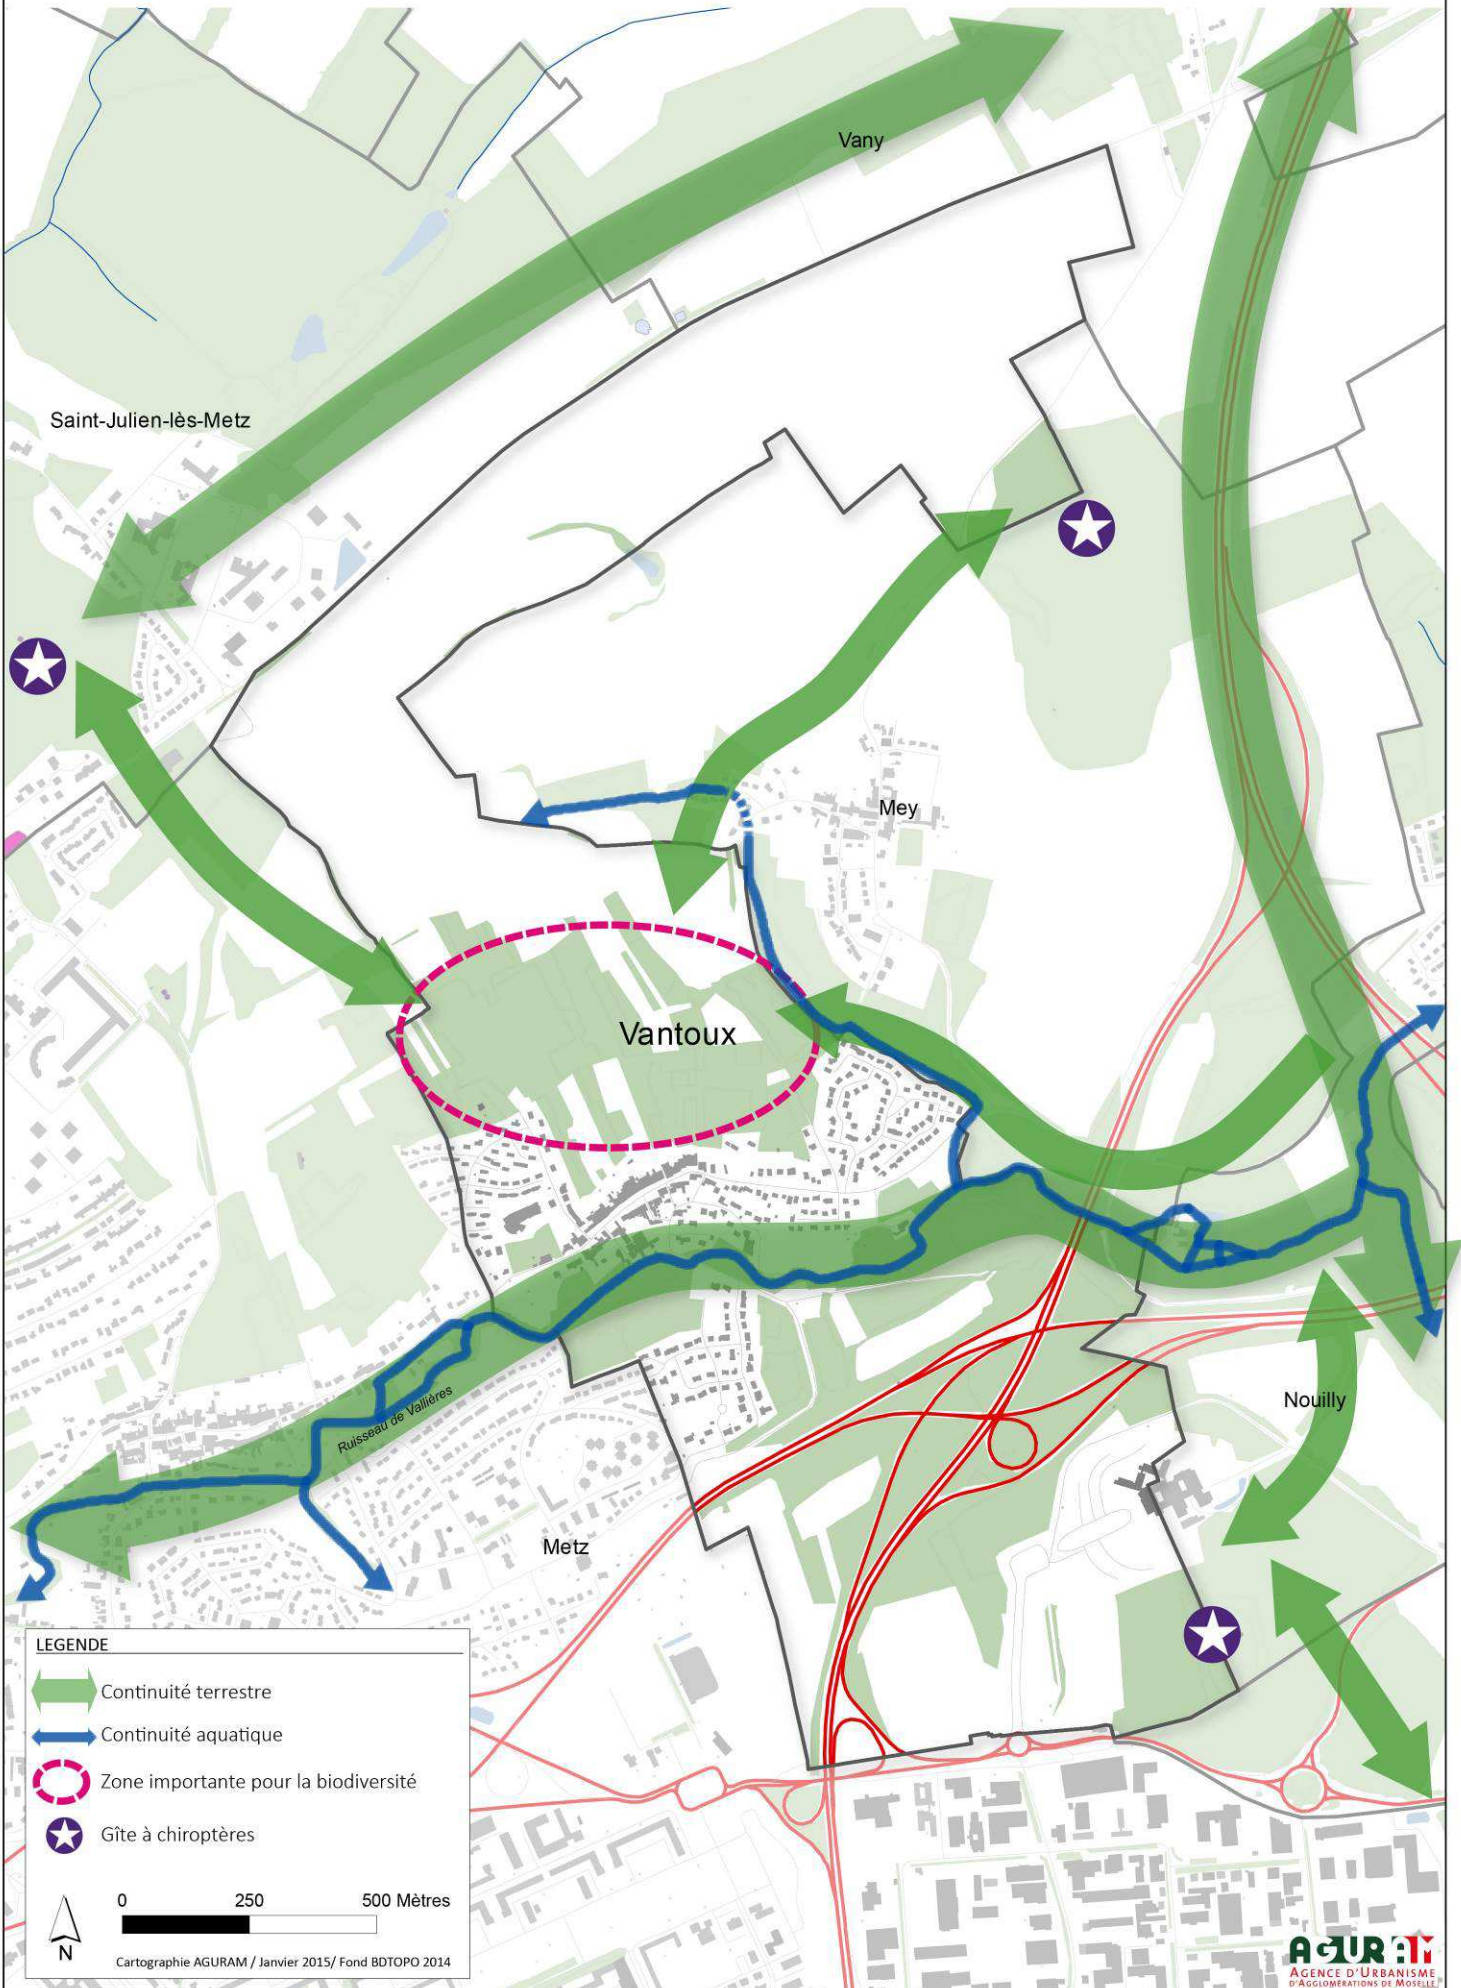 Vany
Saint-Julien-lès-Metz
Mey
Vantoux
Nouilly
Ruisseau de Vallières
Metz
LEGENDE
Continuité terrestre
Continuité aquatique
Zone importante pour la biodiversité
Gîte à chiroptères
0 250 500 Mètres
N
Cartographie AGURAM / Janvier 2015/ Fond BDTOPO 2014
AGURAM
AGENCE D'URBANISME
D'AGGLOMÉRATIONS DE MOSELLE